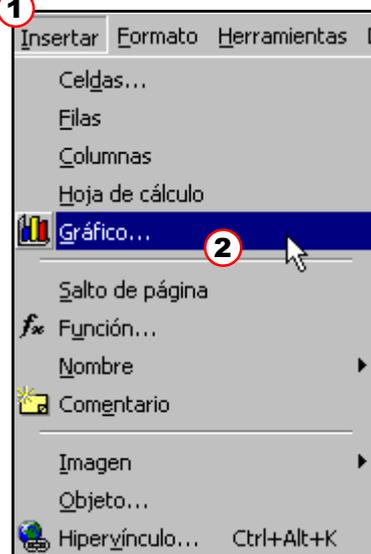 1
Insertar Formato Herramientas
Celdas...
Filas
Columnas
Hoja de cálculo
Gráfico...
2
Salto de página
fx Función...
Nombre
Comentario
Imagen
Objeto...
Hipervínculo... Ctrl+Alt+K